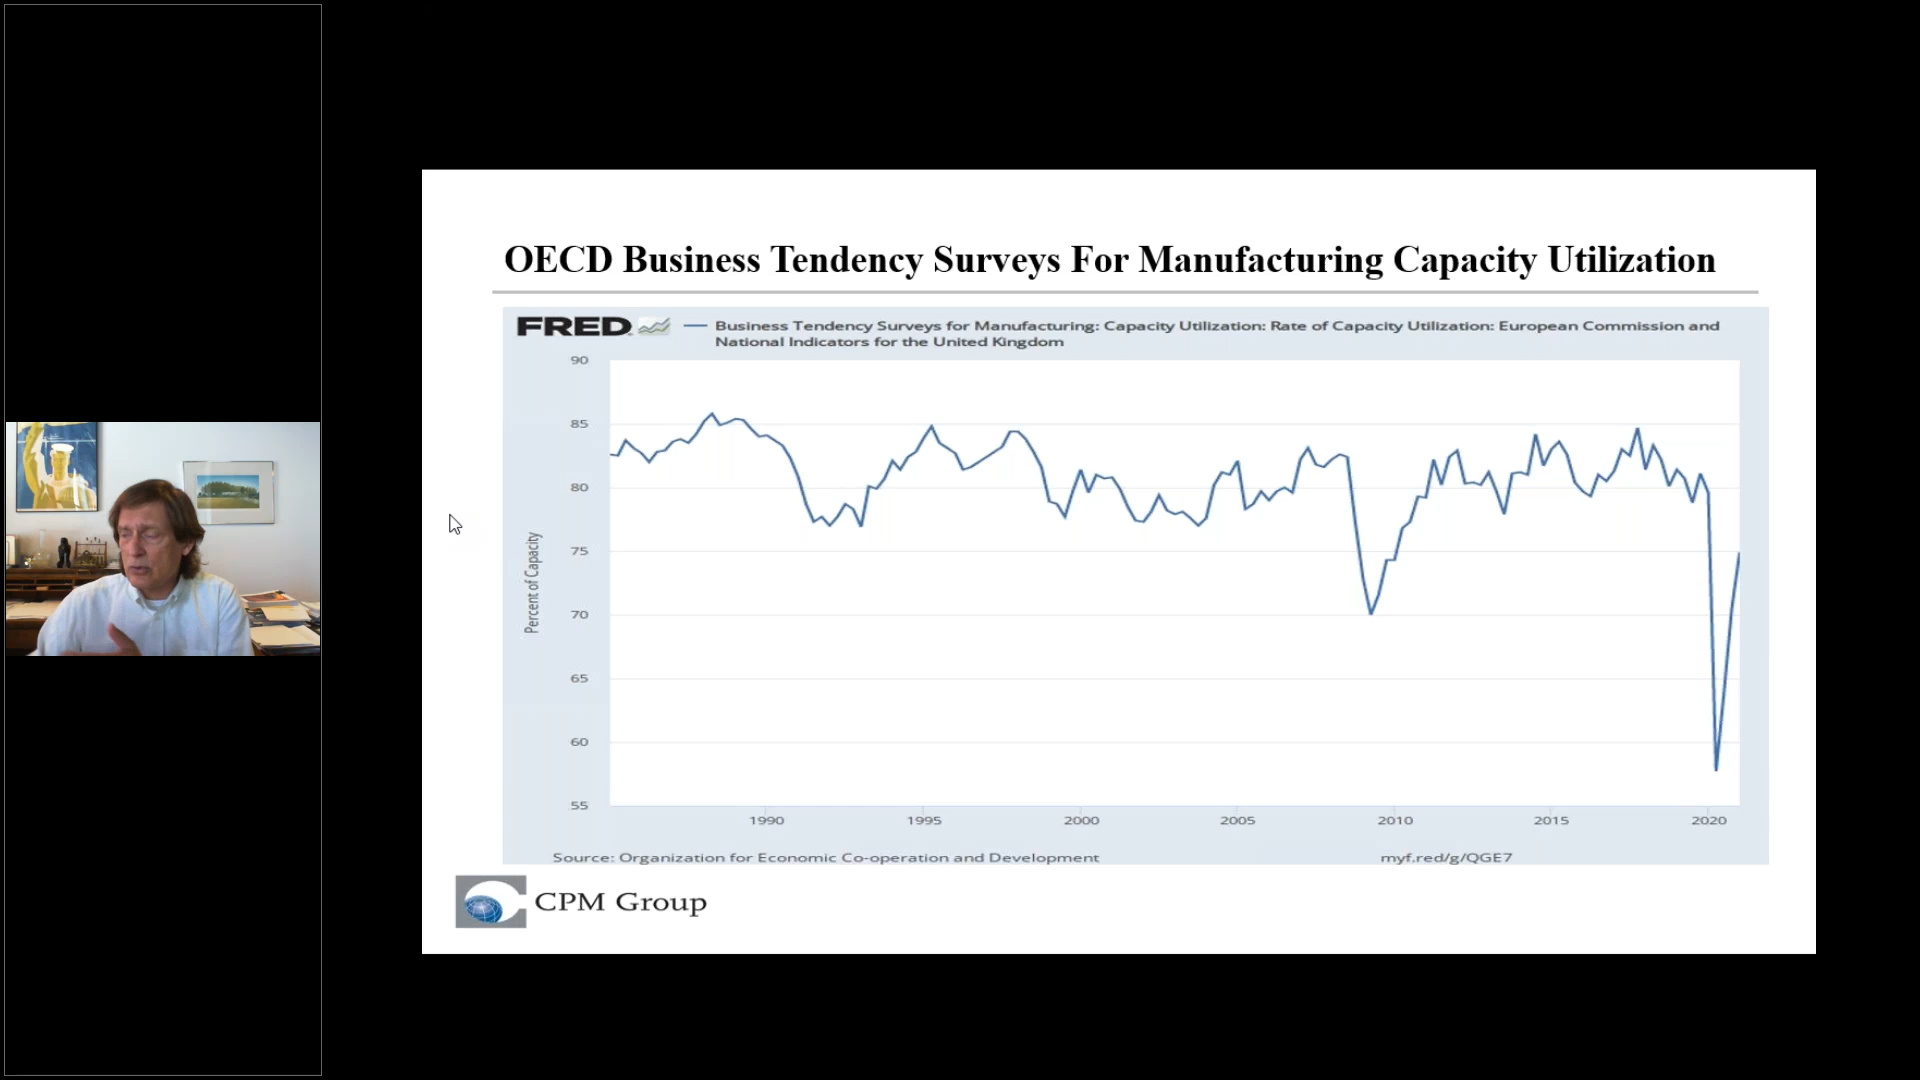 OECD Business Tendency Surveys For Manufacturing Capacity Utilization
FRED
Business Tendency Surveys for Manufacturing: Capacity Utilization: Rate of Capacity Utilization: European Commission and
National Indicators for the United Kingdom
90
85
80
75
70
65
60
55
Percent of Capacity
1990 1995 2000 2005 2010 2015 2020
Source: Organization for Economic Co-operation and Development
myf.red/g/QGE7
CPM Group